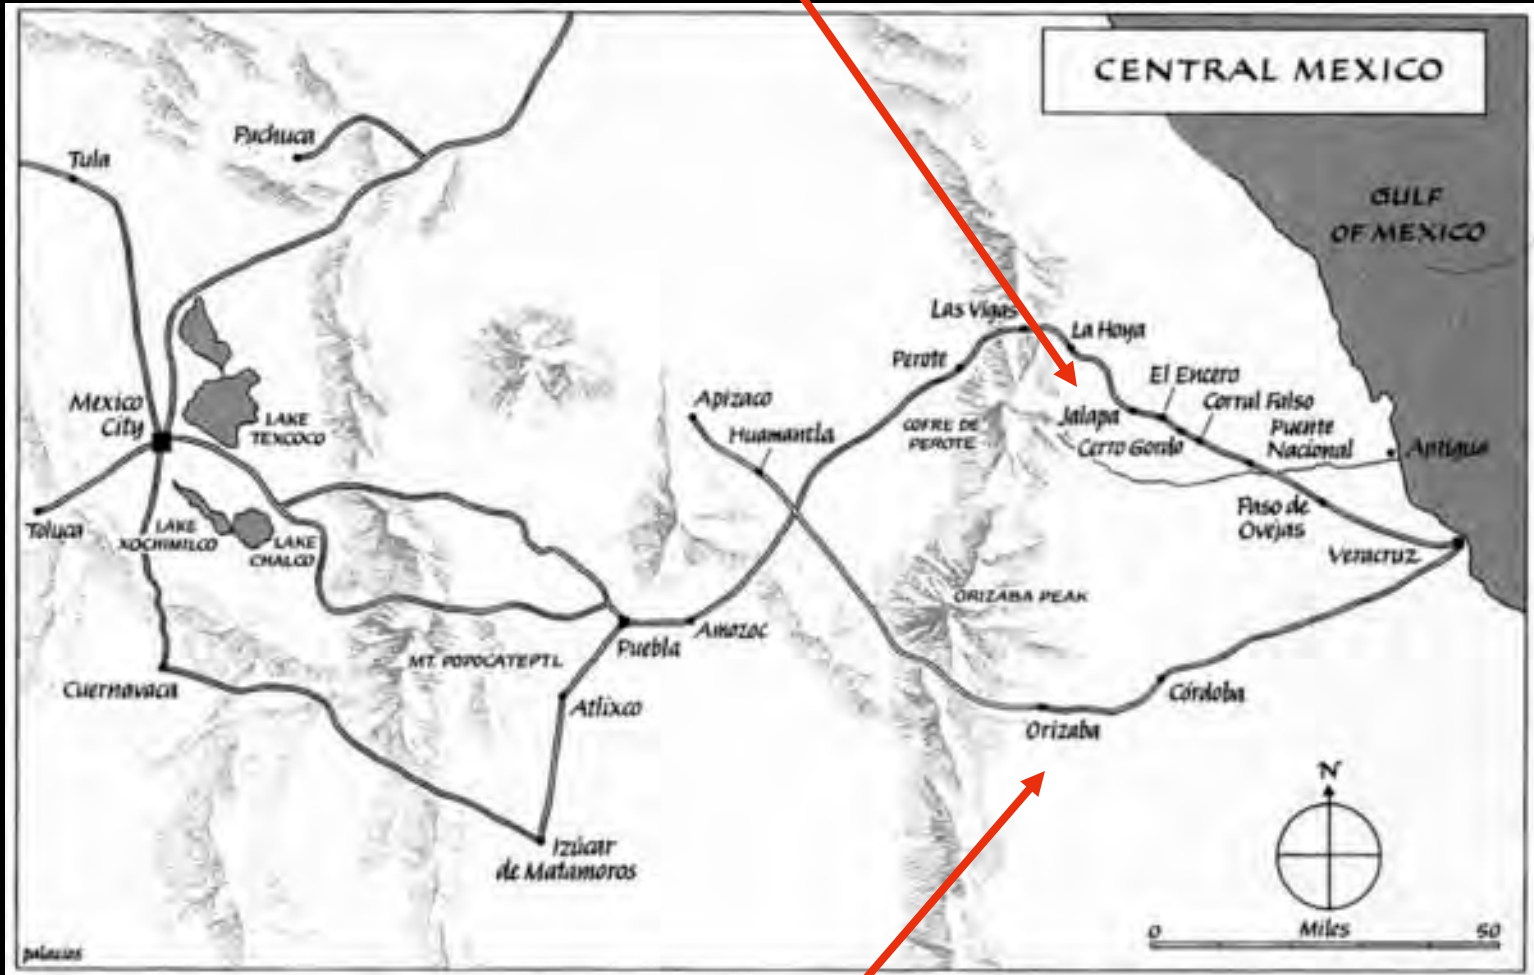 CENTRAL MEXICO
Pachuca
Tula
GULF
OF MEXICO
Las Vigas
La Hoya
Perote
El Encero
Corral Falso
Apizaco
Jalapa
Puente
Nacional
Mexico
City
LAKE
TEXCOCO
Huamantla
COFRE DE
PEROTE
Cerro Gordo
Antigua
Toluca
LAKE
XOCHIMILCO
LAKE
CHALCO
Paso de
Ovejas
Veracruz
ORIZABA PEAK
Amozoc
Puebla
MT. POPOCATEPTL
Cuernavaca
Atlixco
Córdoba
Orizaba
N
Izúcar
de Matamoros
0 Miles 50
palacios